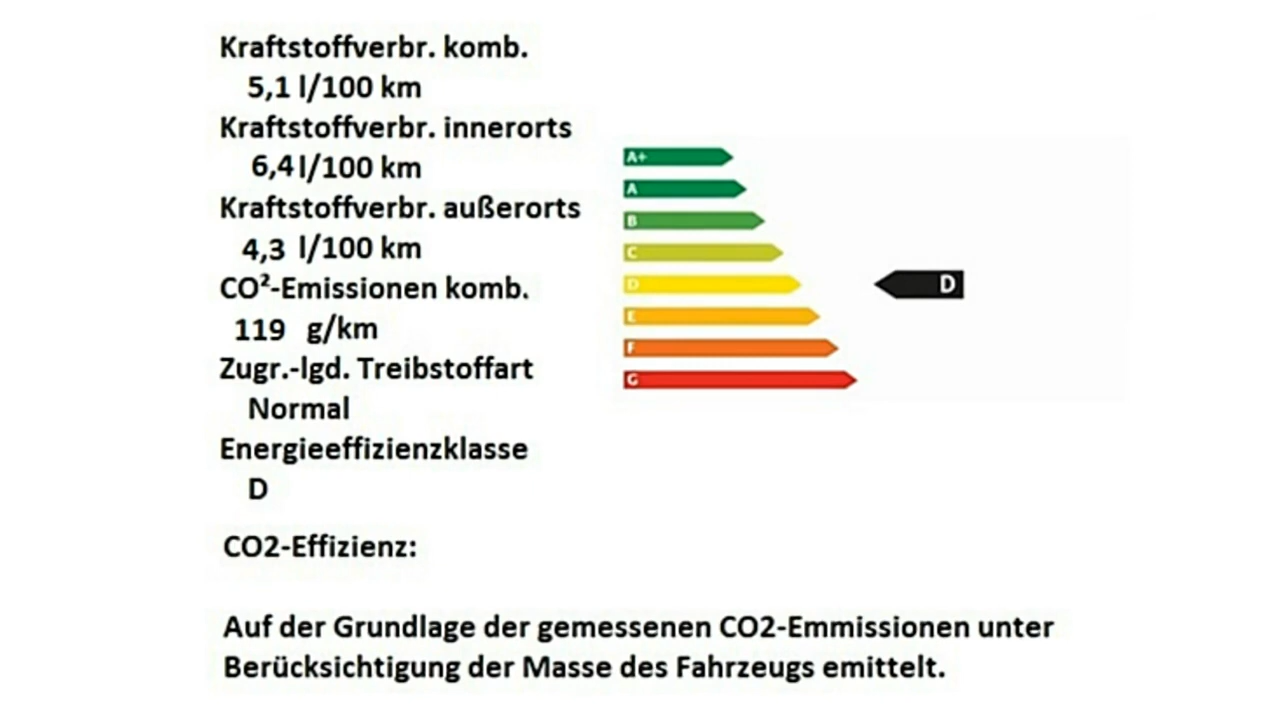 Kraftstoffverbr. komb.
5,1 l/100 km
Kraftstoffverbr. innerorts
6,4 l/100 km
Kraftstoffverbr. außerorts
4,3 l/100 km
CO²-Emissionen komb.
119 g/km
Zugr.-lgd. Treibstoffart
Normal
Energieeffizienzklasse
D
A+
A
B
C
D
D
E
F
G
CO2-Effizienz:
Auf der Grundlage der gemessenen CO2-Emmissionen unter
Berücksichtigung der Masse des Fahrzeugs emittelt.